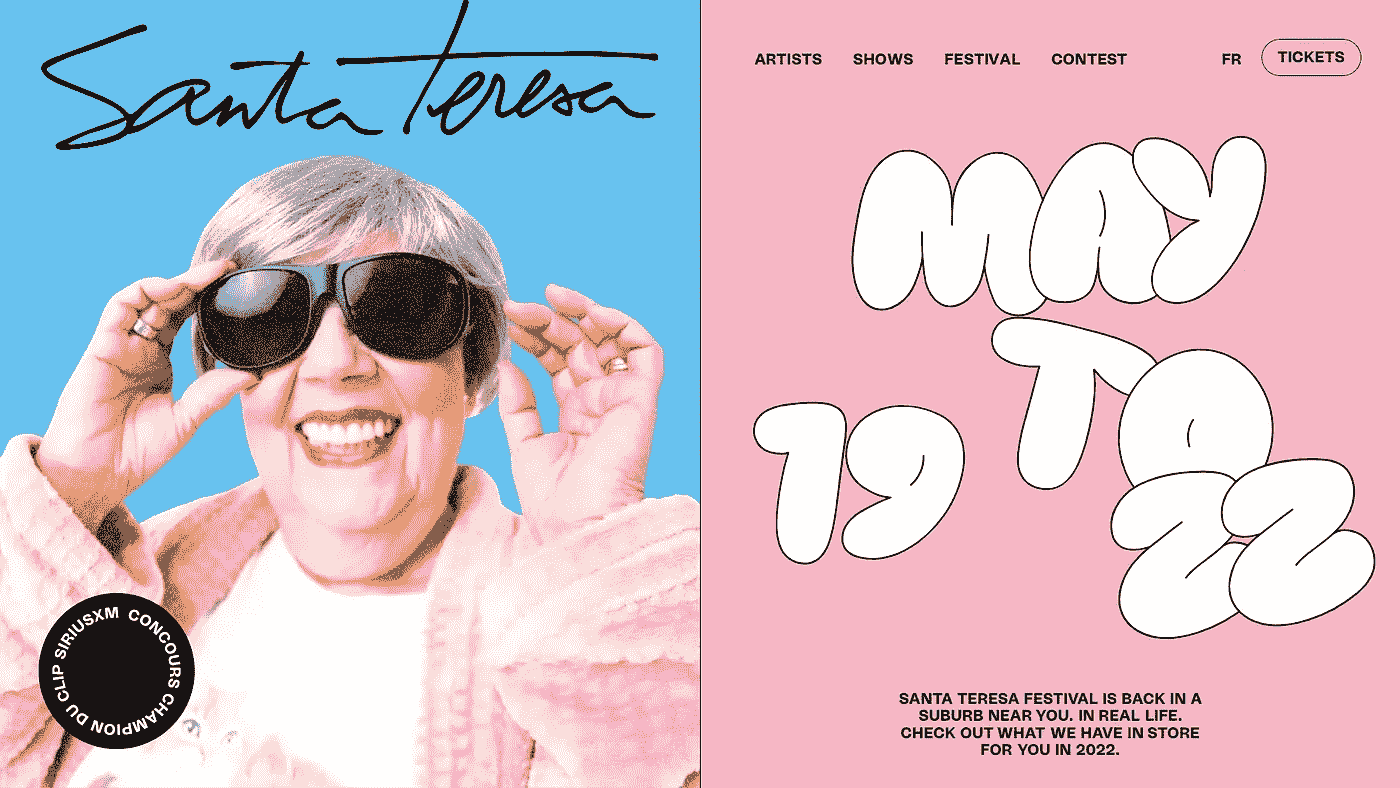 Santa Teresa
SIRIUSXM CONCOURS CHAMPION DU CLIP
ARTISTS SHOWS FESTIVAL CONTEST FR TICKETS
MAY
TO
19
22
SANTA TERESA FESTIVAL IS BACK IN A
SUBURB NEAR YOU. IN REAL LIFE.
CHECK OUT WHAT WE HAVE IN STORE
FOR YOU IN 2022.